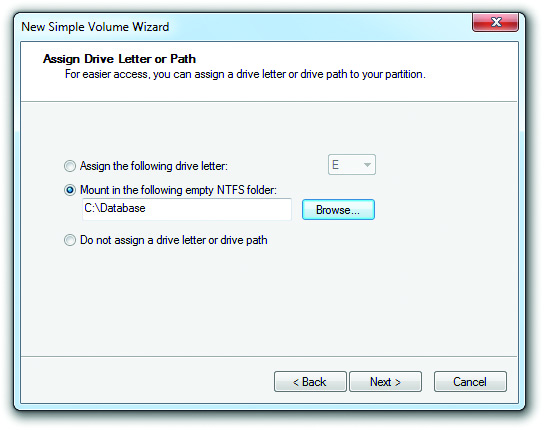 New Simple Volume Wizard
Assign Drive Letter or Path
For easier access, you can assign a drive letter or drive path to your partition.
Assign the following drive letter: E
Mount in the following empty NTFS folder:
C:\Database Browse...
Do not assign a drive letter or drive path
< Back Next > Cancel